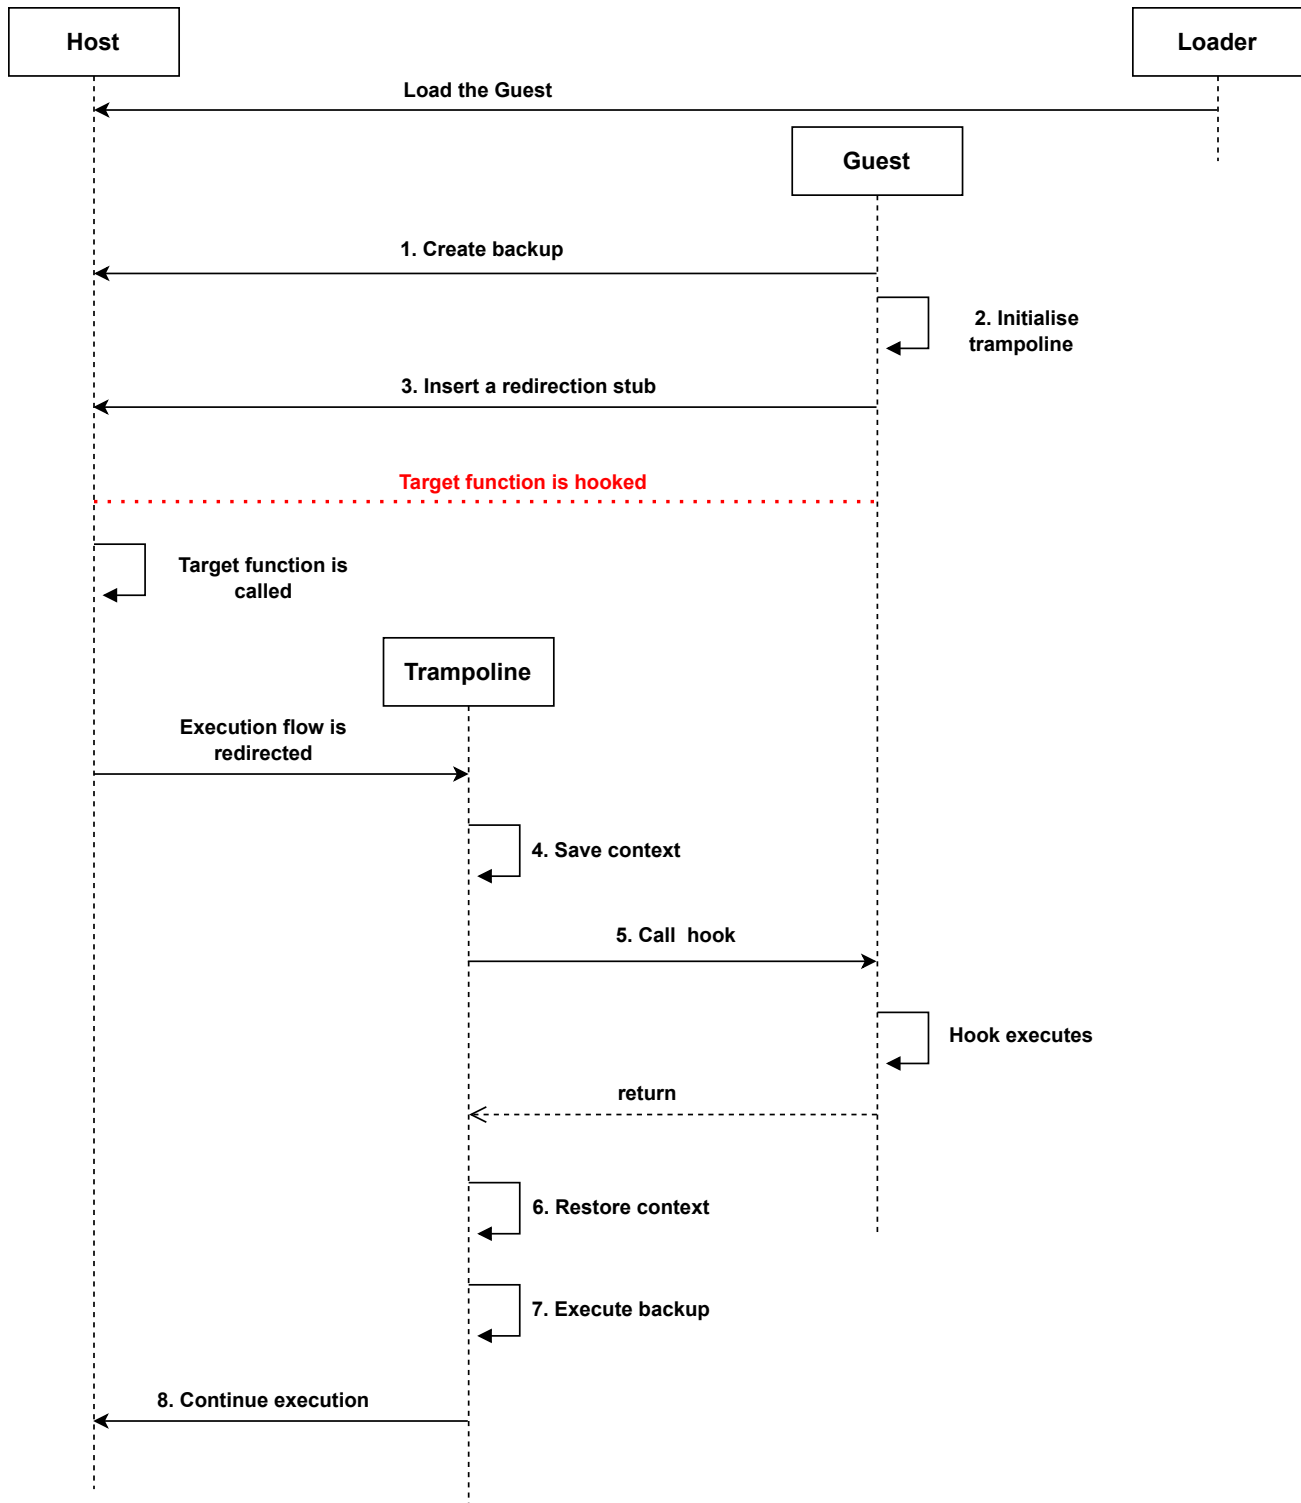 Host
Loader
Load the Guest
Guest
1. Create backup
2. Initialise
trampoline
3. Insert a redirection stub
Target function is hooked
Target function is
called
Trampoline
Execution flow is
redirected
4. Save context
5. Call  hook
Hook executes
return
6. Restore context
7. Execute backup
8. Continue execution